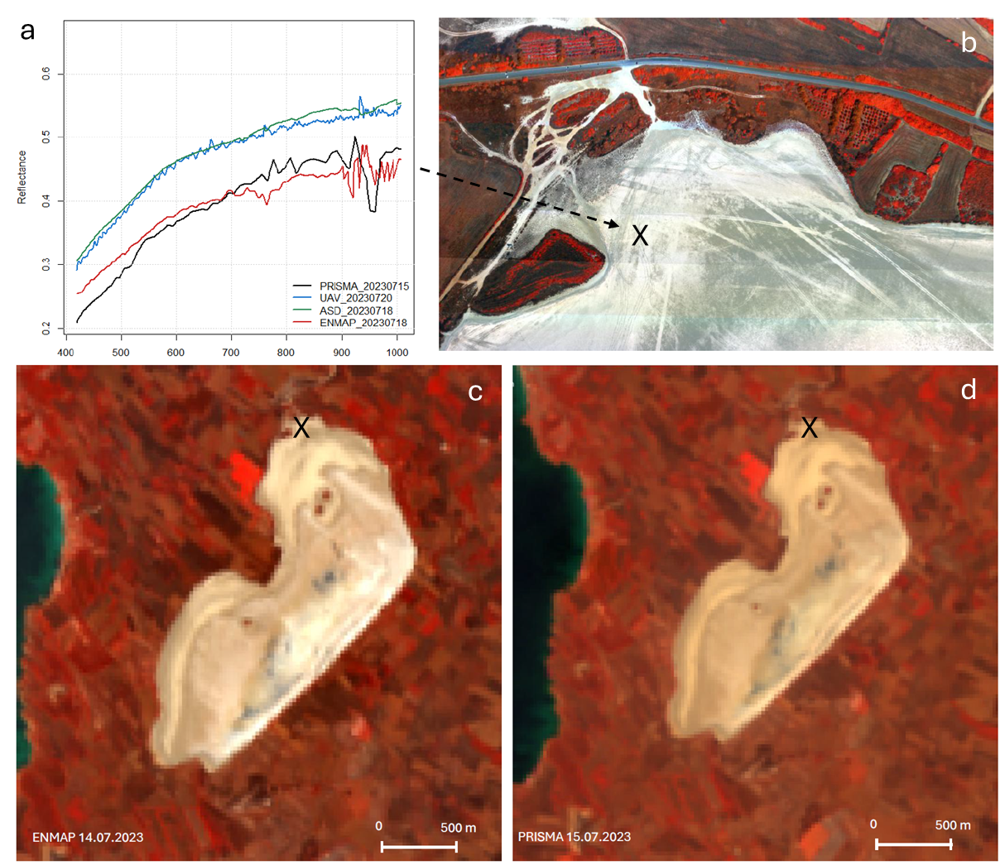 a
0.6
0.5
0.4
0.3
0.2
Reflectance
PRISMA_20230715
UAV_20230720
ASD_20230718
ENMAP_20230718
400 500 600 700 800 900 1000
b
X
c
X
ENMAP 14.07.2023
0 500 m
d
X
PRISMA 15.07.2023
0 500 m